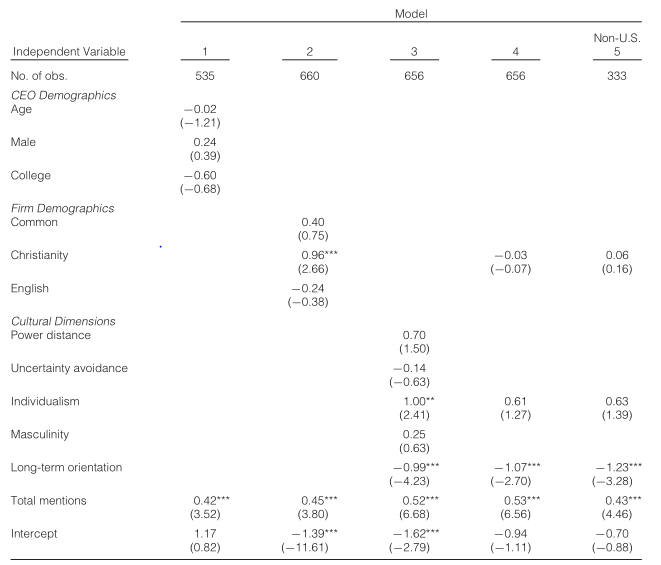 Model
Non-U.S.
Independent Variable 1 2 3 4 5
No. of obs. 535 660 656 656 333
CEO Demographics
Age −0.02
(−1.21)
Male 0.24
(0.39)
College −0.60
(−0.68)
Firm Demographics
Common 0.40
(0.75)
Christianity 0.96*** −0.03 0.06
(2.66) (−0.07) (0.16)
English −0.24
(−0.38)
Cultural Dimensions
Power distance 0.70
(1.50)
Uncertainty avoidance −0.14
(−0.63)
Individualism 1.00** 0.61 0.63
(2.41) (1.27) (1.39)
Masculinity 0.25
(0.63)
Long-term orientation −0.99*** −1.07*** −1.23***
(−4.23) (−2.70) (−3.28)
Total mentions 0.42*** 0.45*** 0.52*** 0.53*** 0.43***
(3.52) (3.80) (6.68) (6.56) (4.46)
Intercept 1.17 −1.39*** −1.62*** −0.94 −0.70
(0.82) (−11.61) (−2.79) (−1.11) (−0.88)